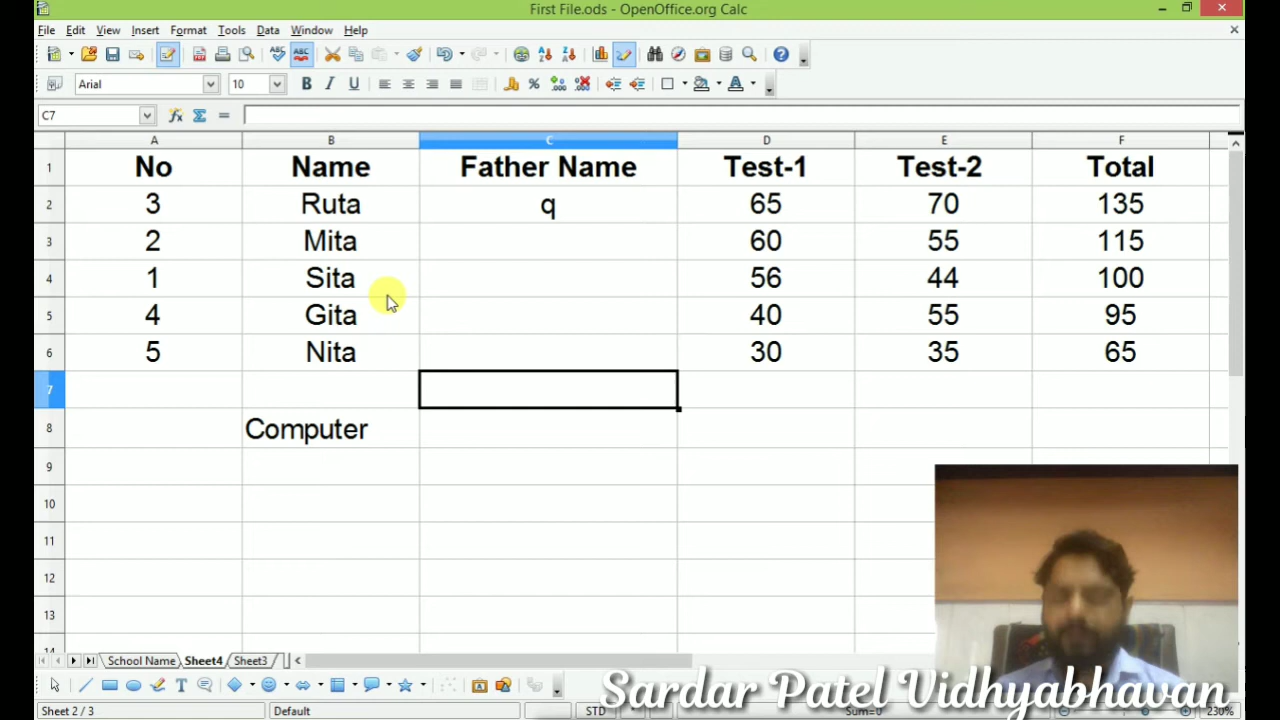 First File.ods - OpenOffice.org Calc
File Edit View Insert Format Tools Data Window Help
Arial 10 B I U
C7
A B C D E F
1 No Name Father Name Test-1 Test-2 Total
2 3 Ruta q 65 70 135
3 2 Mita 60 55 115
4 1 Sita 56 44 100
5 4 Gita 40 55 95
6 5 Nita 30 35 65
7
8 Computer
9
10
11
12
13
14
School Name Sheet4 Sheet3
Sardar Patel Vidhyabhavan
Sheet 2 / 3 Default STD Sum=0 230%